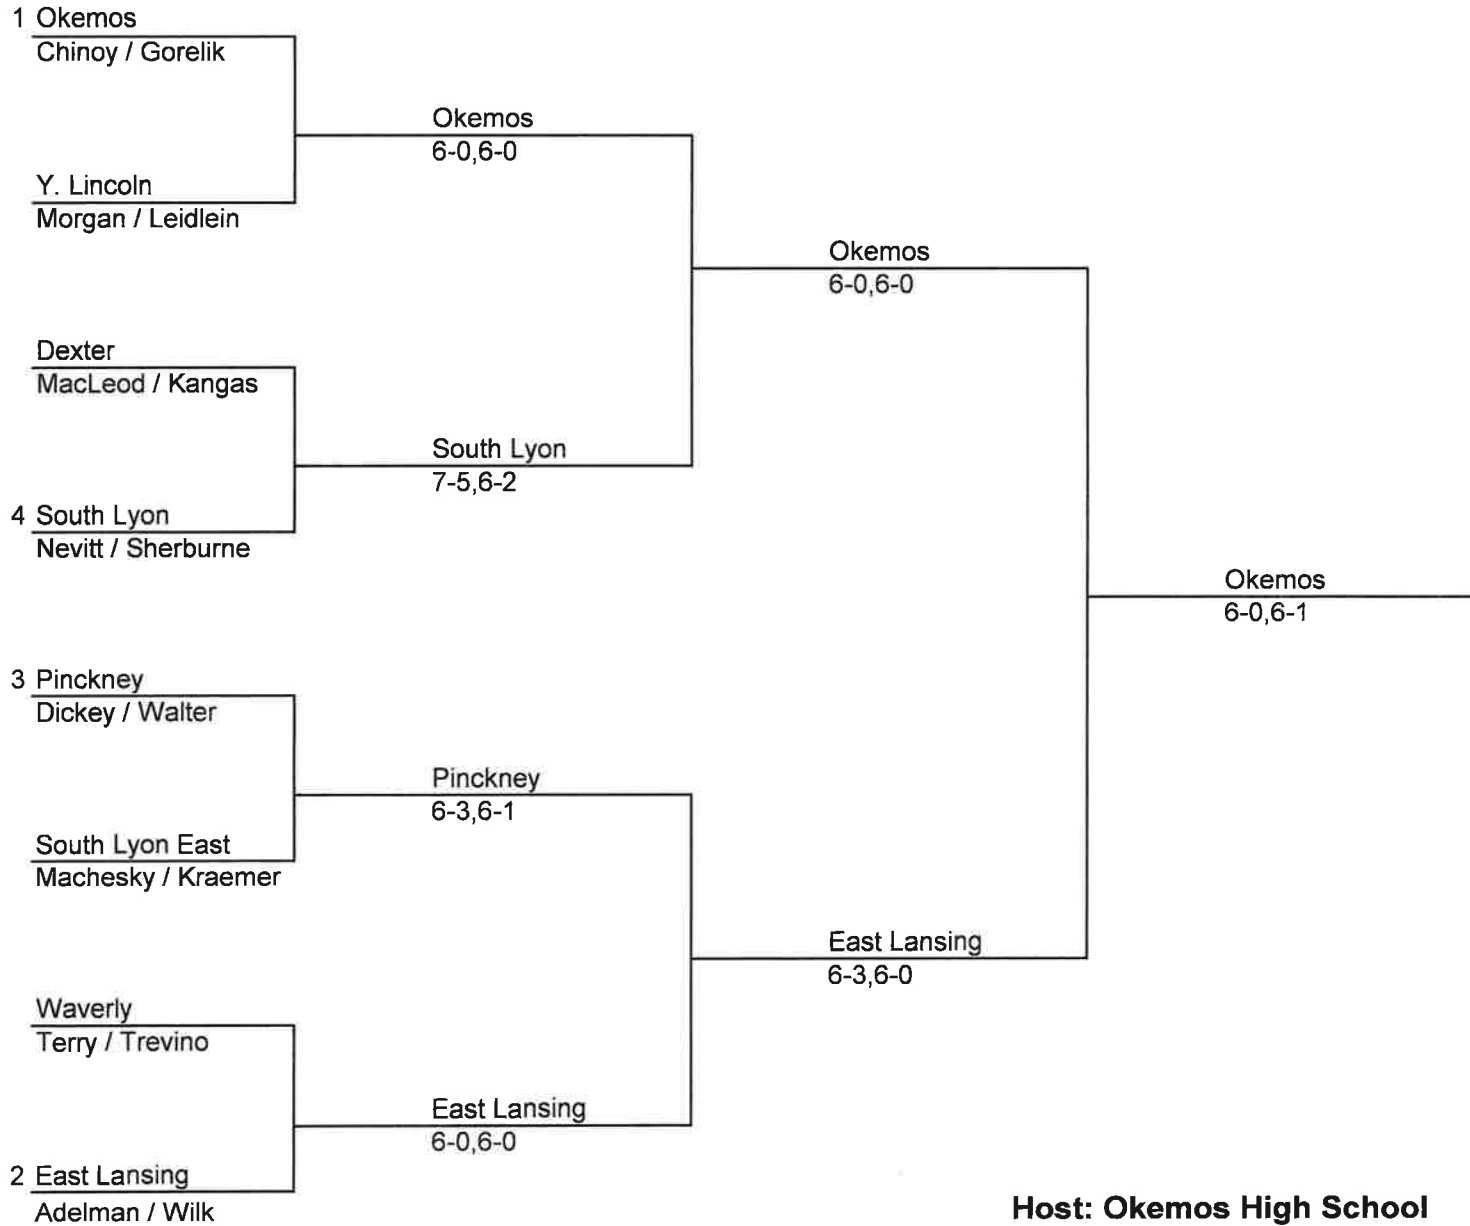 1 Okemos
Chinoy / Gorelik
Okemos
6-0,6-0
Y. Lincoln
Morgan / Leidlein
Okemos
6-0,6-0
Dexter
MacLeod / Kangas
South Lyon
7-5,6-2
4 South Lyon
Nevitt / Sherburne
Okemos
6-0,6-1
3 Pinckney
Dickey / Walter
Pinckney
6-3,6-1
South Lyon East
Machesky / Kraemer
East Lansing
6-3,6-0
Waverly
Terry / Trevino
East Lansing
6-0,6-0
2 East Lansing
Adelman / Wilk
Host: Okemos High School